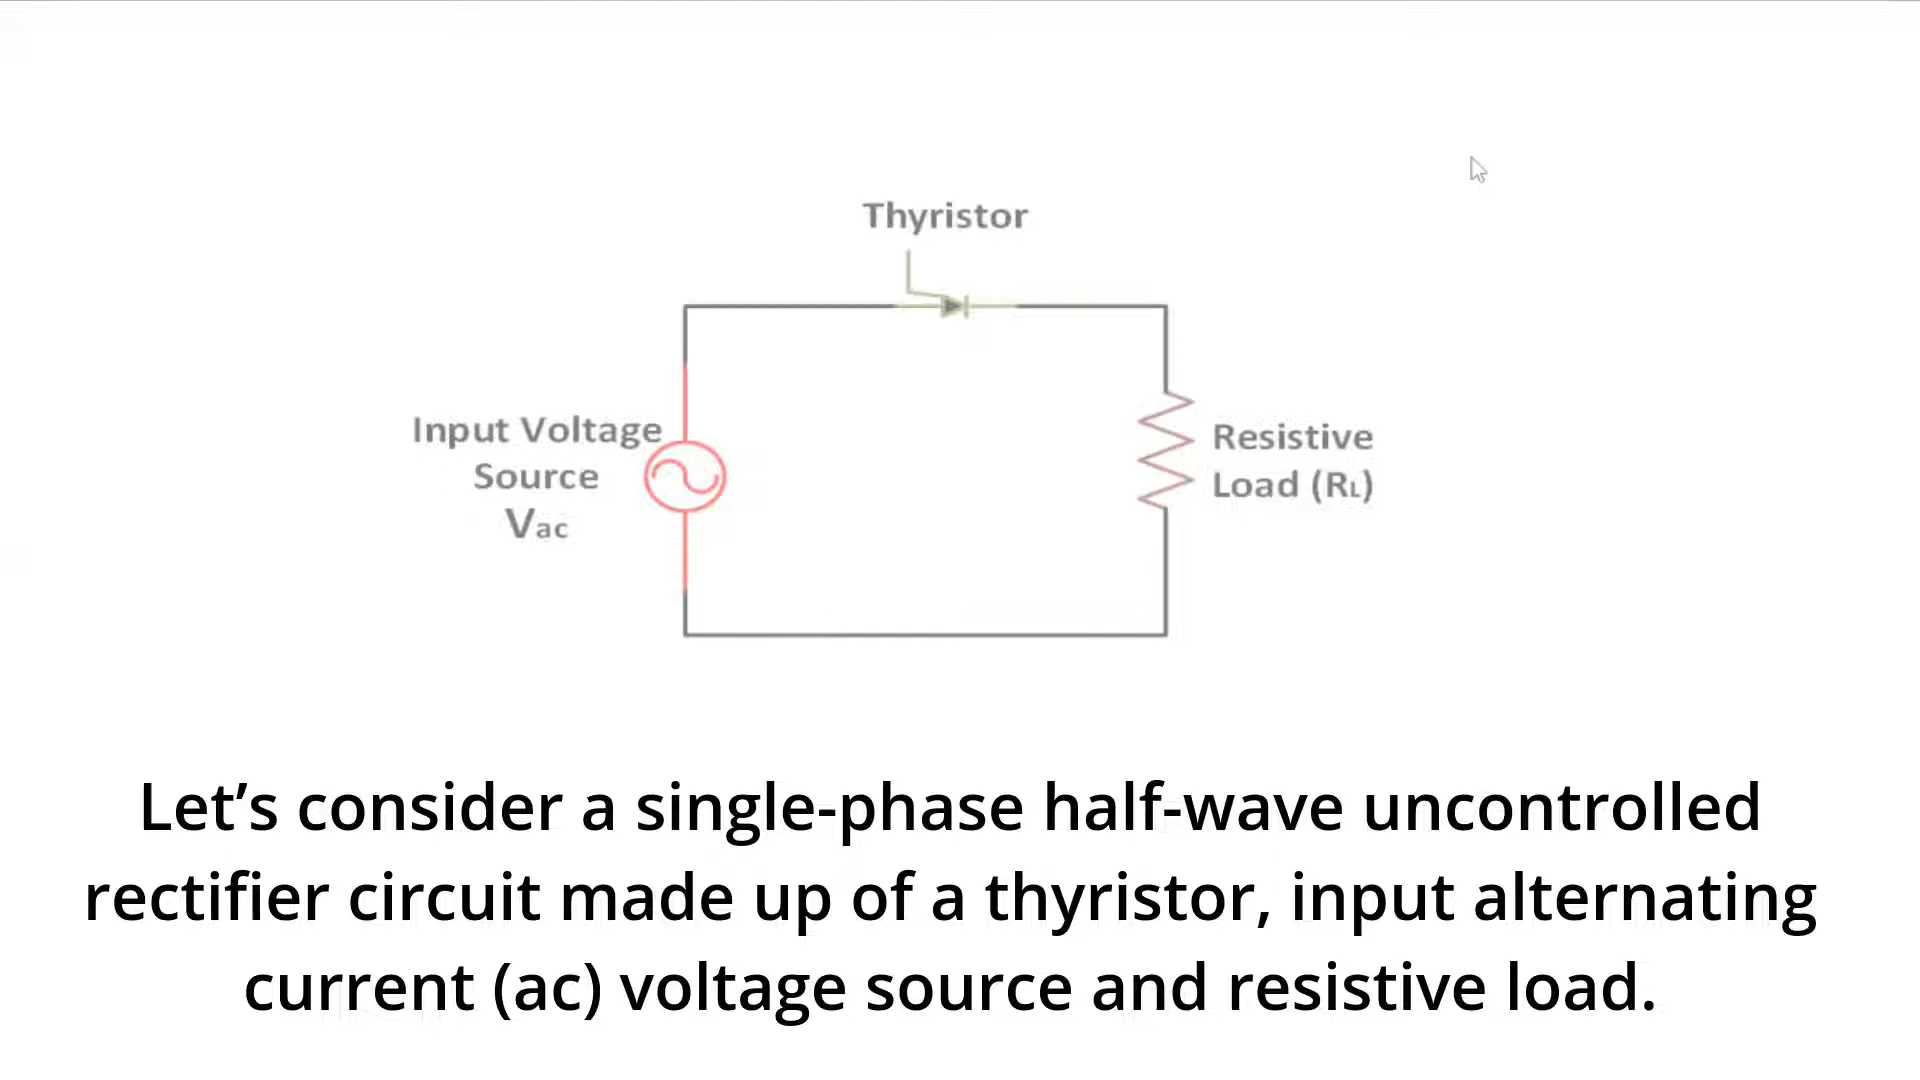 Thyristor
Input Voltage
Source
Vac
Resistive
Load (RL)
Let’s consider a single-phase half-wave uncontrolled
rectifier circuit made up of a thyristor, input alternating
current (ac) voltage source and resistive load.